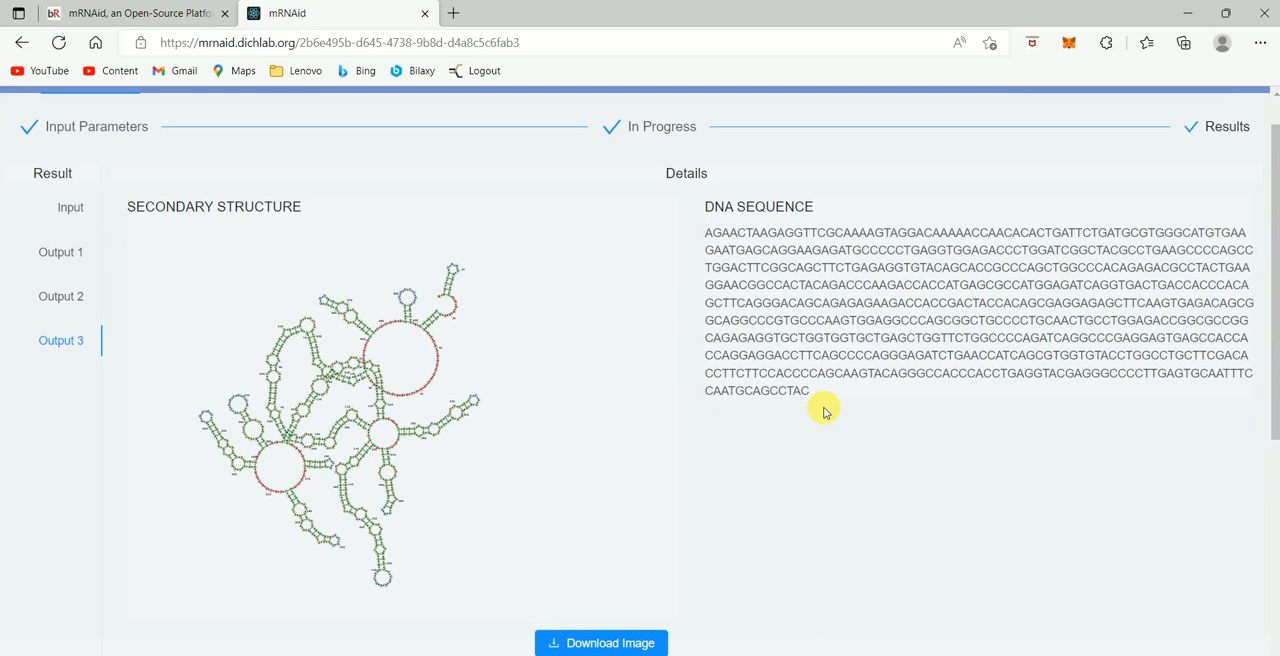 mRNAid, an Open-Source Platfo
mRNAid
https://mrnaid.dichlab.org/2b6e495b-d645-4738-9b8d-d4a8c5c6fab3
YouTube Content Gmail Maps Lenovo Bing Bilaxy Logout
Input Parameters In Progress Results
Result Details
Input
Output 1
Output 2
Output 3
SECONDARY STRUCTURE
DNA SEQUENCE
AGAACTAAGAGGTTCGCAAAAGTAGGACAAAAACCAACACACTGATTCTGATGCGTGGGCATGTGAA
GAATGAGCAGGAAGAGATGCCCCCTGAGGTGGAGACCCTGGATCGGCTACGCCTGAAGCCCCAGCC
TGGACTTCGGCAGCTTCTGAGAGGTGTACAGCACCGCCCAGCTGGCCCACAGAGACGCCTACTGAA
GGAACGGCCACTACAGACCCAAGACCACCATGAGCGCCATGGAGATCAGGTGACTGACCACCCACA
GCTTCAGGGACAGCAGAGAGAAGACCACCGACTACCACAGCGAGGAGAGCTTCAAGTGAGACAGCG
GCAGGCCCGTGCCCAAGTGGAGGCCCAGCGGCTGCCCCTGCAACTGCCTGGAGACCGGCGCCGG
CAGAGAGGTGCTGGTGGTGCTGAGCTGGTTCTGGCCCCAGATCAGGCCCGAGGAGTGAGCCACCA
CCAGGAGGACCTTCAGCCCCAGGGAGATCTGAACCATCAGCGTGGTGTACCTGGCCTGCTTCGACA
CCTTCTTCCACCCCAGCAAGTACAGGGCCACCCACCTGAGGTACGAGGGCCCCTTGAGTGCAATTTC
CAATGCAGCCTAC
Download Image